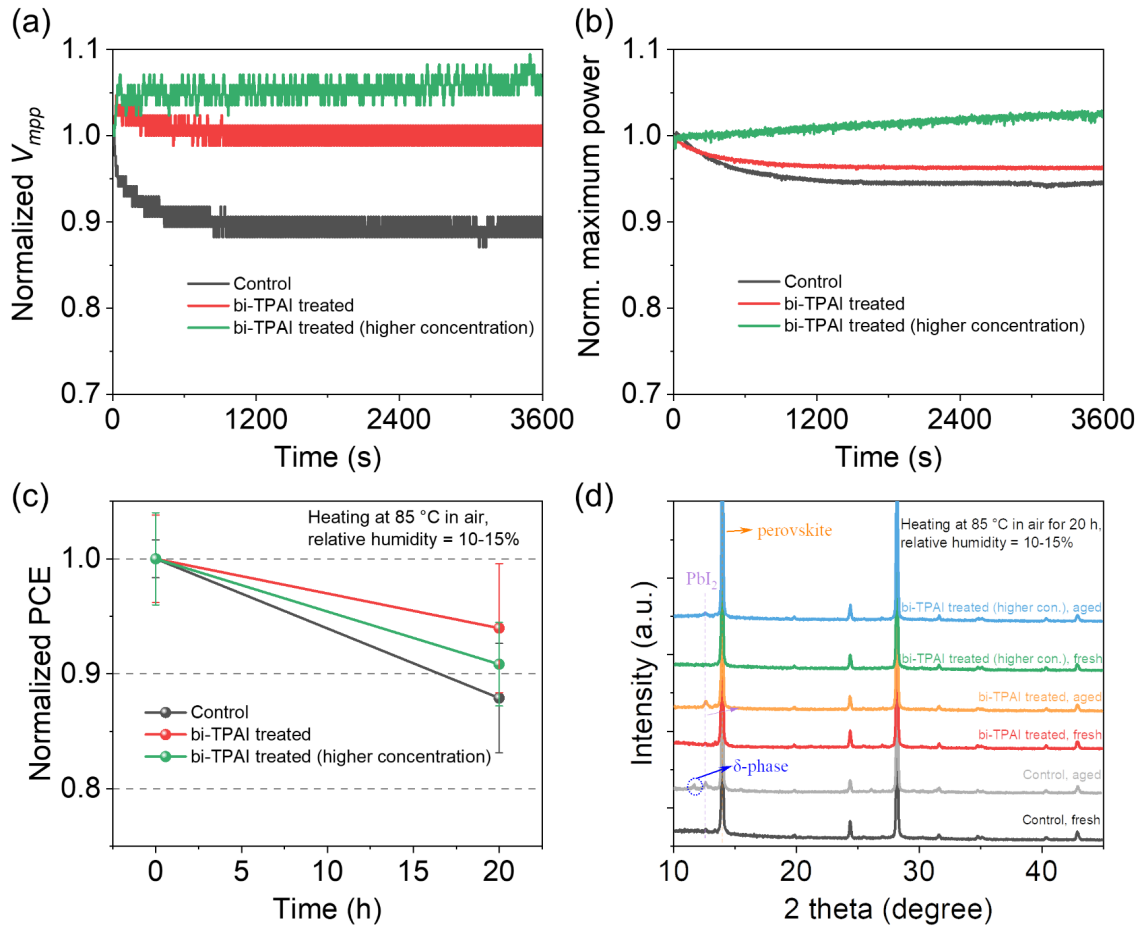 (a)
1.1
1.0
0.9
0.8
0.7
Normalized Vmpp
Control
bi-TPAI treated
bi-TPAI treated (higher concentration)
0
1200
2400
3600
Time (s)
(b)
1.1
1.0
0.9
0.8
0.7
Norm. maximum power
Control
bi-TPAI treated
bi-TPAI treated (higher concentration)
0
1200
2400
3600
Time (s)
(c)
Heating at 85 °C in air,
relative humidity = 10-15%
1.0
0.9
0.8
Normalized PCE
Control
bi-TPAI treated
bi-TPAI treated (higher concentration)
0
5
10
15
20
Time (h)
(d)
perovskite
Heating at 85 °C in air for 20 h,
relative humidity = 10-15%
PbI2
bi-TPAI treated (higher con.), aged
bi-TPAI treated (higher con.), fresh
bi-TPAI treated, aged
bi-TPAI treated, fresh
δ-phase
Control, aged
Control, fresh
Intensity (a.u.)
10
20
30
40
2 theta (degree)